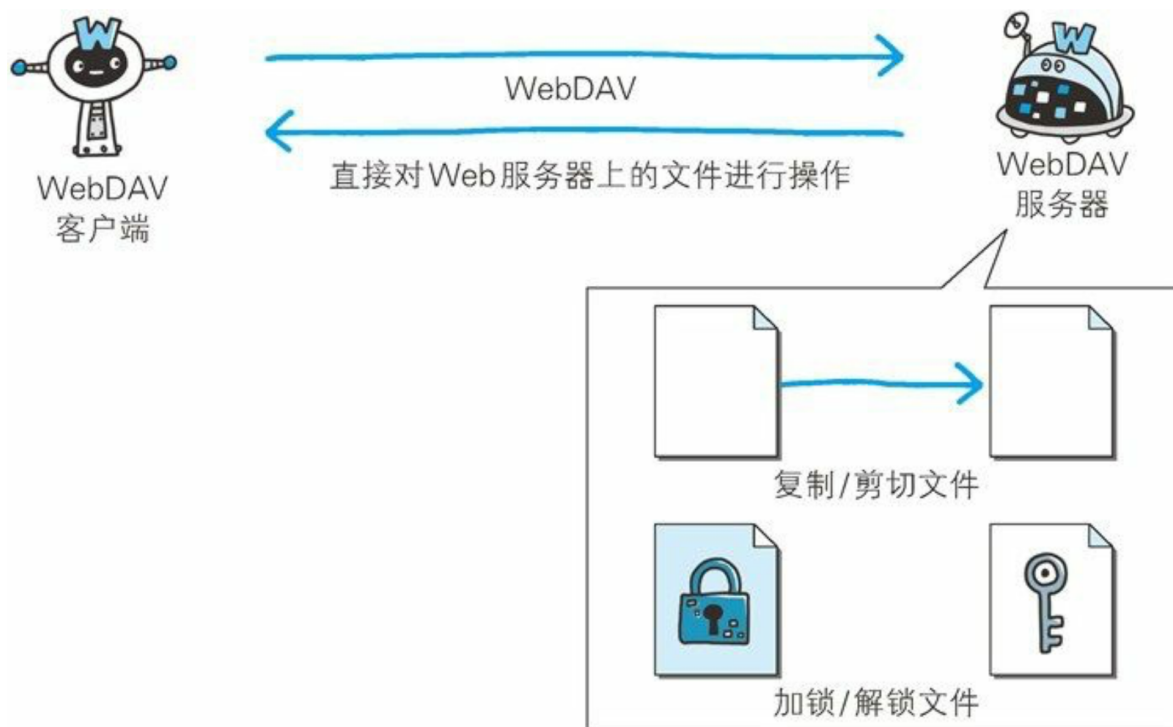 W
W
WebDAV
直接对Web服务器上的文件进行操作
WebDAV
客户端
WebDAV
服务器
复制/剪切文件
加锁/解锁文件